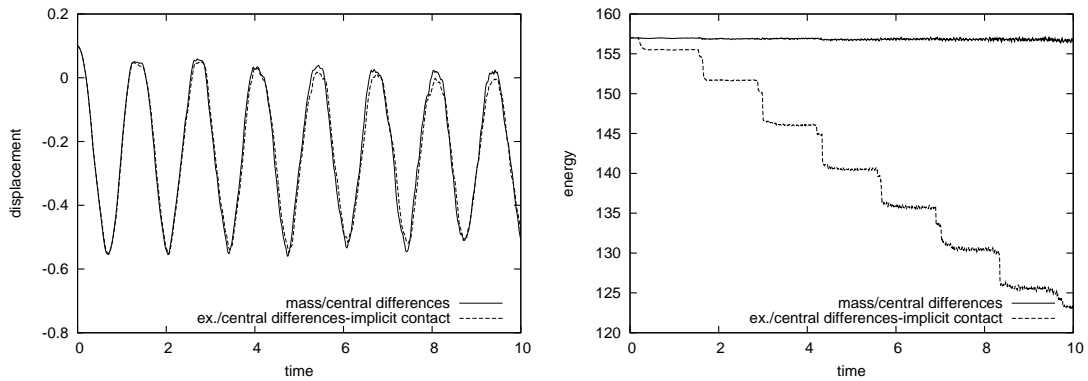 0.2
0
-0.2
-0.4
-0.6
-0.8
displacement
mass/central differences
ex./central differences-implicit contact
0 2 4 6 8 10
time
160
155
150
145
140
135
130
125
120
energy
mass/central differences
ex./central differences-implicit contact
0 2 4 6 8 10
time